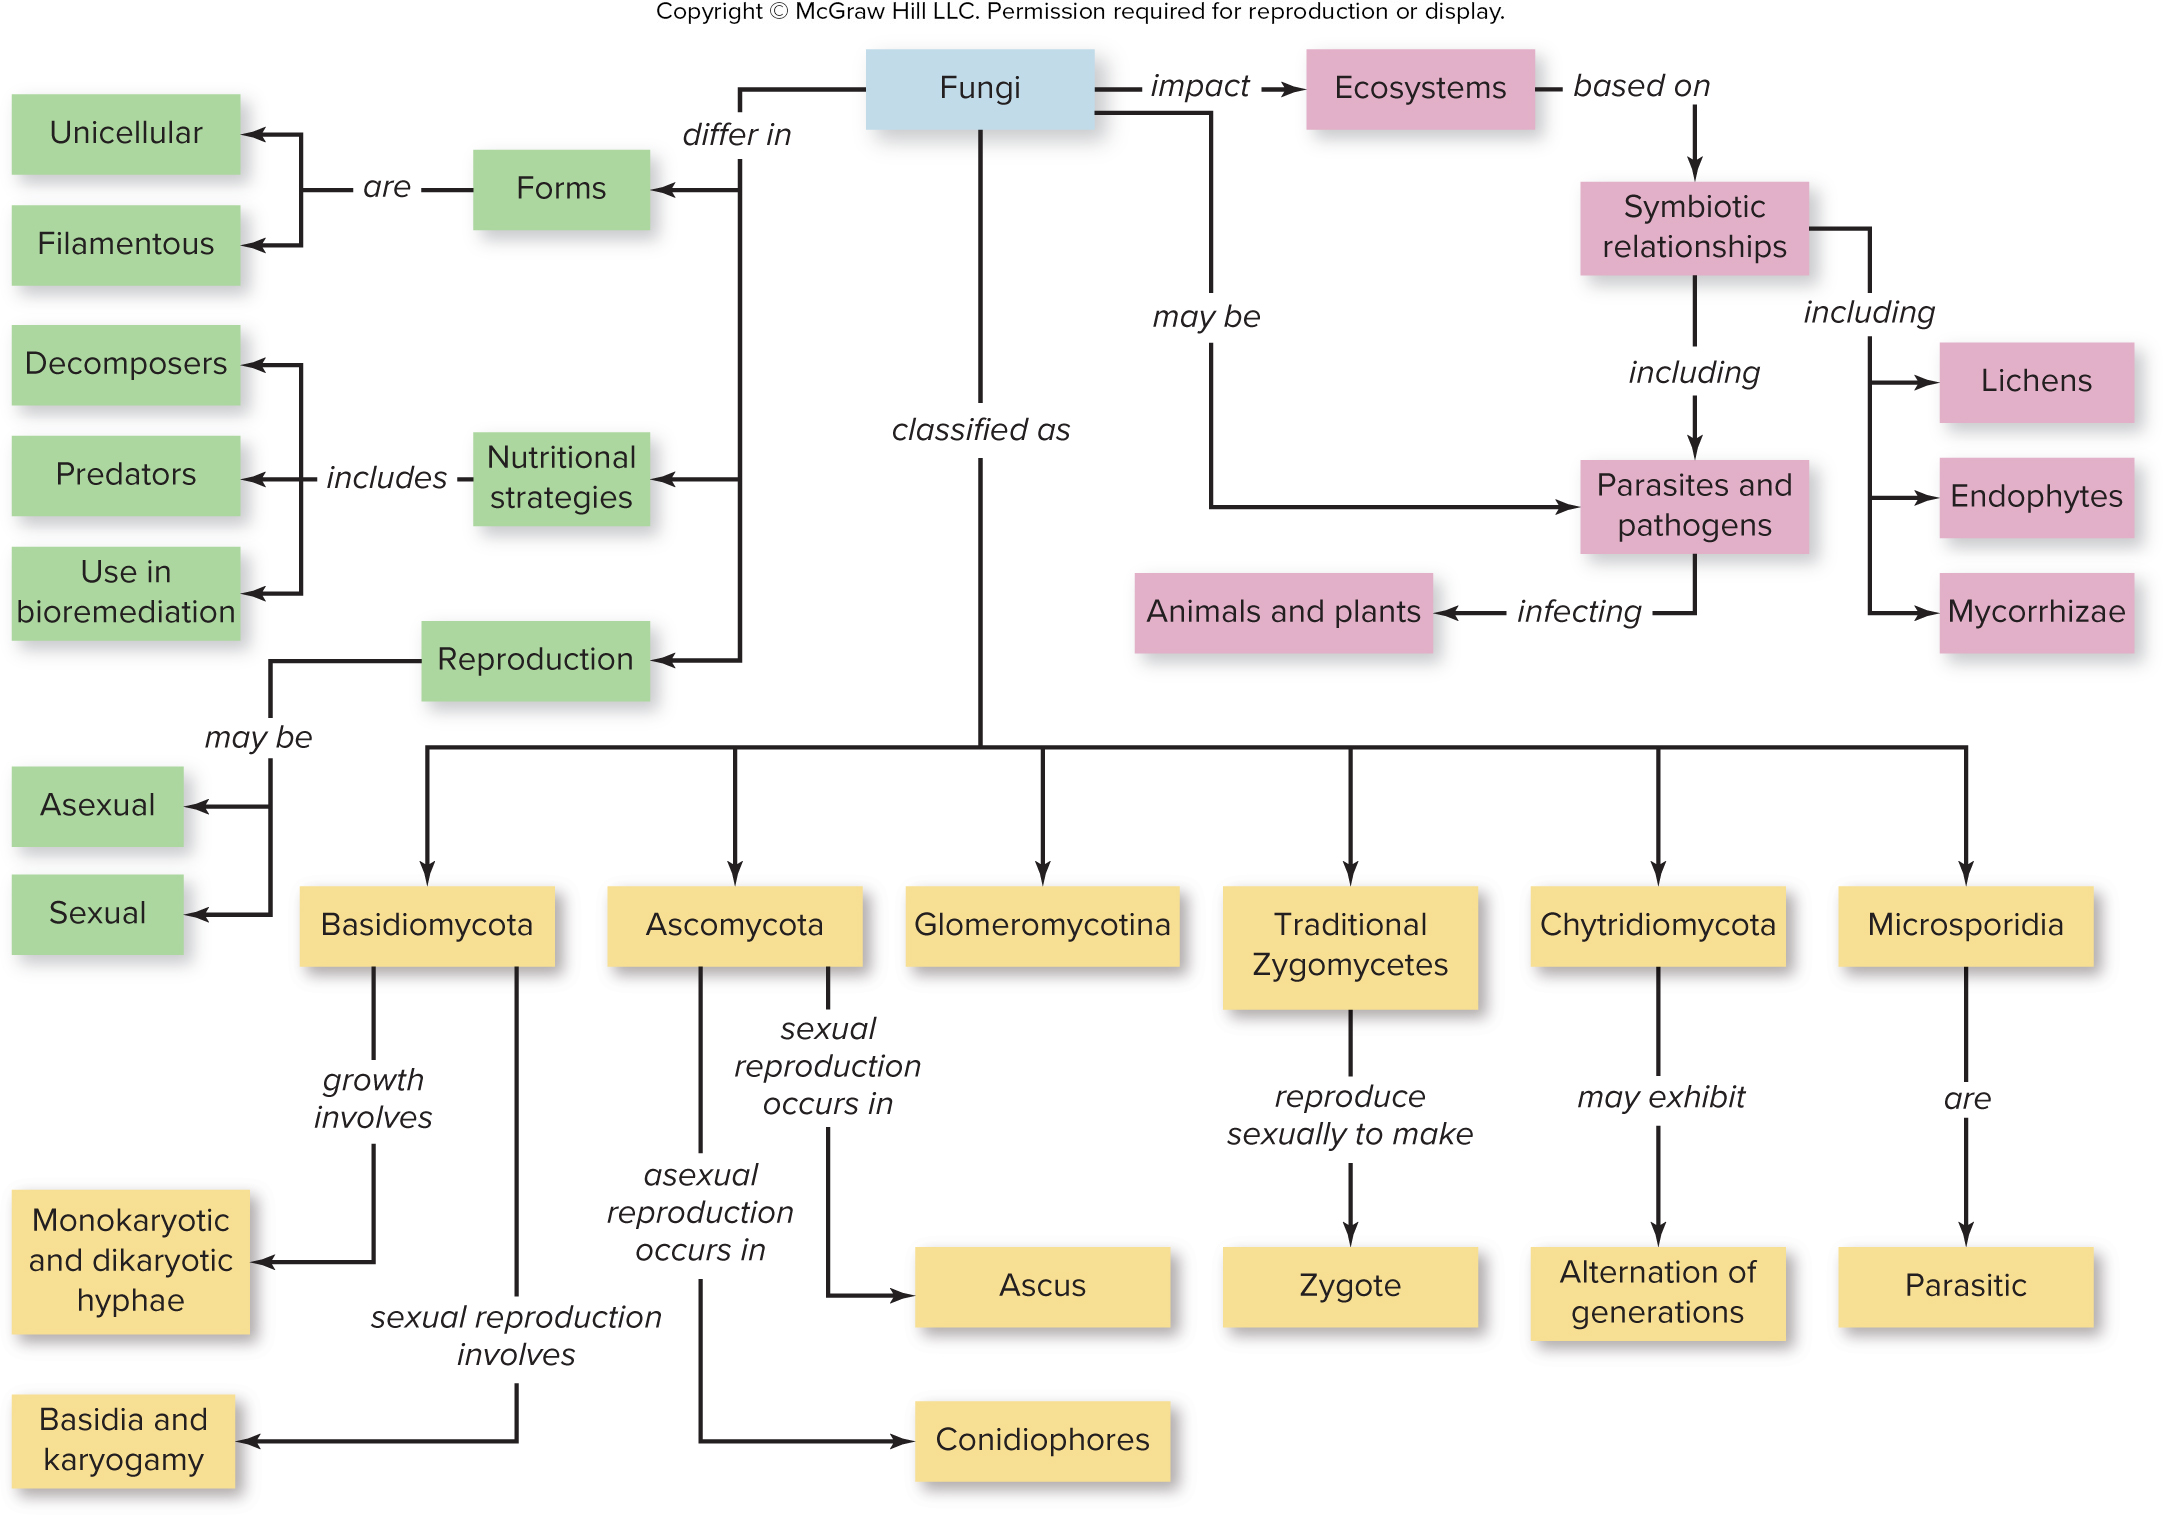 Copyright © McGraw Hill LLC. Permission required for reproduction or display.
Fungi
impact
Ecosystems
based on
differ in
Unicellular
Forms
are
Filamentous
Symbiotic
relationships
may be
including
including
Decomposers
Lichens
classified as
Predators
includes
Nutritional
strategies
Parasites and
pathogens
Endophytes
Use in
bioremediation
Animals and plants
infecting
Mycorrhizae
Reproduction
may be
Asexual
Sexual
Basidiomycota
Ascomycota
Glomeromycotina
Traditional
Zygomycetes
Chytridiomycota
Microsporidia
growth
involves
sexual
reproduction
occurs in
reproduce
sexually to make
may exhibit
are
asexual
reproduction
occurs in
Monokaryotic
and dikaryotic
hyphae
sexual reproduction
involves
Ascus
Zygote
Alternation of
generations
Parasitic
Basidia and
karyogamy
Conidiophores